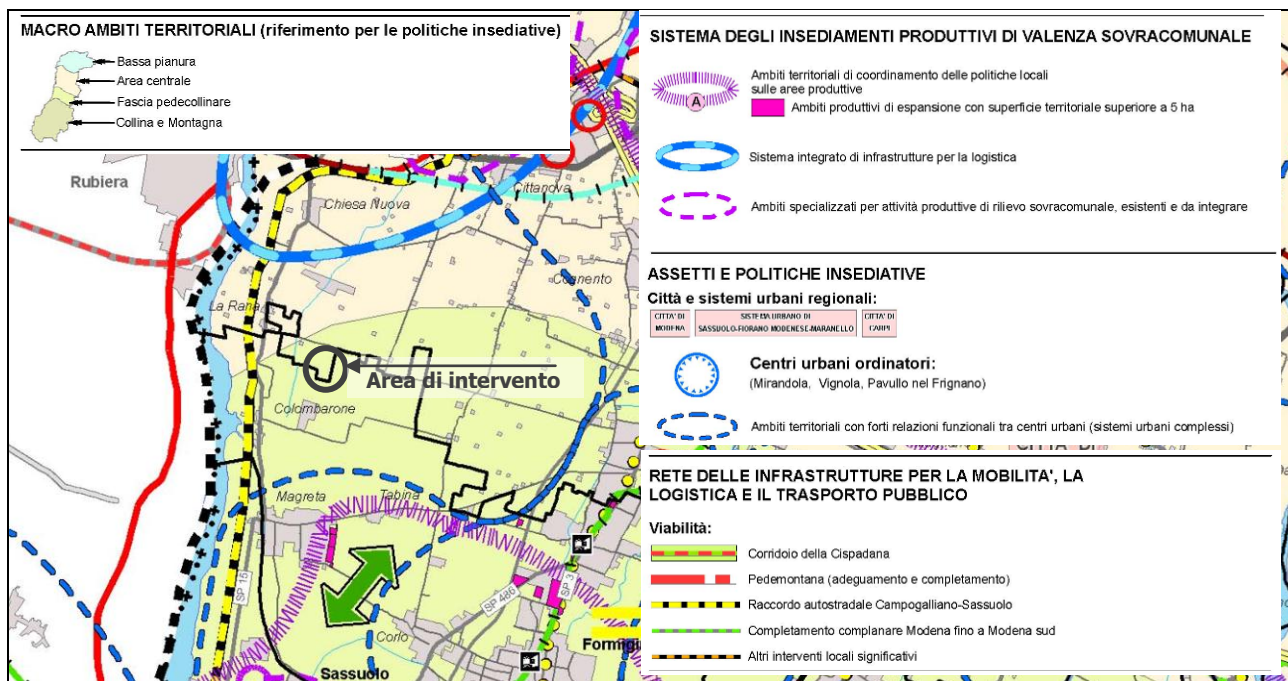 MACRO AMBITI TERRITORIALI (riferimento per le politiche insediative)
Bassa pianura
Area centrale
Fascia pedecollinare
Collina e Montagna
Rubiera
Cittanova
Chiesa Nuova
Cognento
La Rana
Area di intervento
Colombarone
Magreta
Tabina
SP 15
SP 486
SP 3
Corlo
Formigin
Sassuolo
SISTEMA DEGLI INSEDIAMENTI PRODUTTIVI DI VALENZA SOVRACOMUNALE
Ambiti territoriali di coordinamento delle politiche locali
sulle aree produttive
A
Ambiti produttivi di espansione con superficie territoriale superiore a 5 ha
Sistema integrato di infrastrutture per la logistica
Ambiti specializzati per attività produttive di rilievo sovracomunale, esistenti e da integrare
ASSETTI E POLITICHE INSEDIATIVE
Città e sistemi urbani regionali:
CITTA' DI
MODENA
SISTEMA URBANO DI
SASSUOLO-FIORANO MODENESE-MARANELLO
CITTA' DI
CARPI
Centri urbani ordinatori:
(Mirandola, Vignola, Pavullo nel Frignano)
Ambiti territoriali con forti relazioni funzionali tra centri urbani (sistemi urbani complessi)
RETE DELLE INFRASTRUTTURE PER LA MOBILITA', LA
LOGISTICA E IL TRASPORTO PUBBLICO
Viabilità:
Corridoio della Cispadana
Pedemontana (adeguamento e completamento)
Raccordo autostradale Campogalliano-Sassuolo
Completamento complanare Modena fino a Modena sud
Altri interventi locali significativi